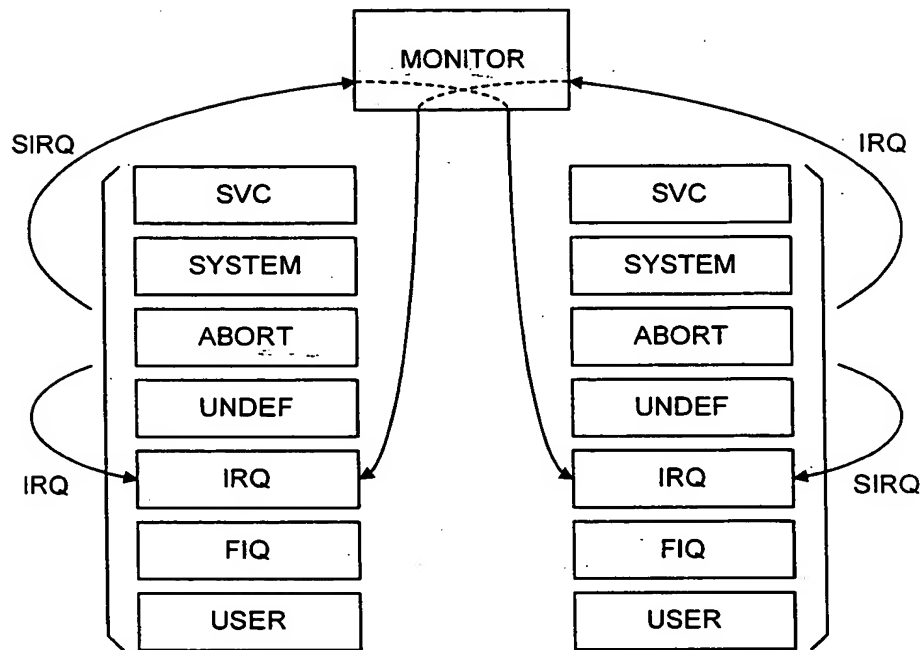 MONITOR
SIRQ
IRQ
SVC
SYSTEM
ABORT
UNDEF
IRQ
FIQ
USER
IRQ
SVC
SYSTEM
ABORT
UNDEF
IRQ
FIQ
USER
SIRQ